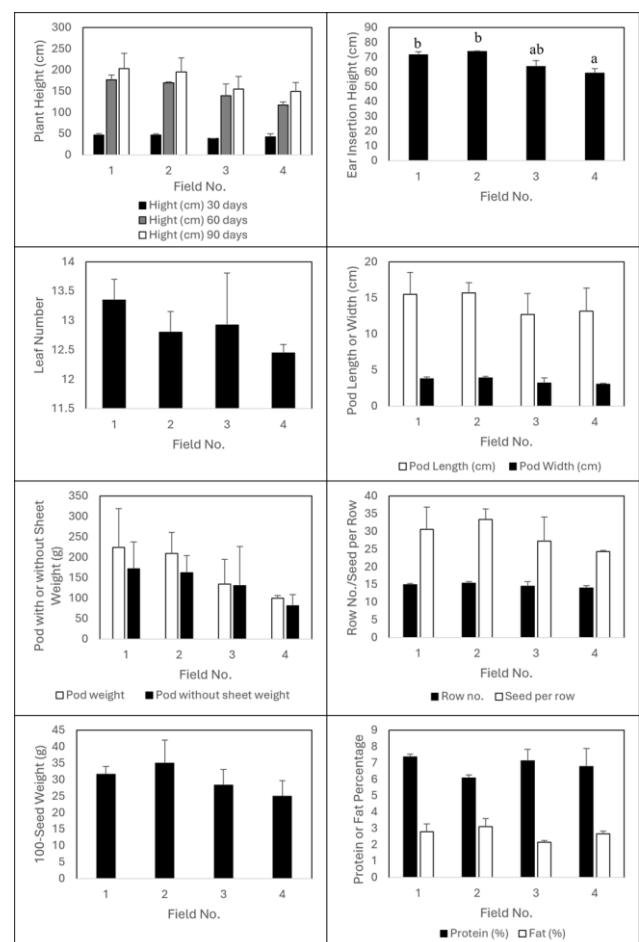 Plant Height (cm)
300
250
200
150
100
50
0
1 2 3 4
Field No.
Hight (cm) 30 days
Hight (cm) 60 days
Hight (cm) 90 days
Ear Insertion Height (cm)
90
80
70
60
50
40
30
20
10
0
b b ab a
1 2 3 4
Field No.
Leaf Number
14
13.5
13
12.5
12
11.5
1 2 3 4
Field No.
Pod Length or Width (cm)
20
15
10
5
0
1 2 3 4
Field No.
Pod Length (cm) Pod Width (cm)
Pod with or without Sheet
Weight (g)
350
300
250
200
150
100
50
0
1 2 3 4
Field No.
Pod weight Pod without sheet weight
Row No./Seed per Row
40
35
30
25
20
15
10
5
0
1 2 3 4
Field No.
Row no. Seed per row
100-Seed Weight (g)
45
40
35
30
25
20
15
10
5
0
1 2 3 4
Field No.
Protein or Fat Percentage
9
8
7
6
5
4
3
2
1
0
1 2 3 4
Field No.
Protein (%) Fat (%)